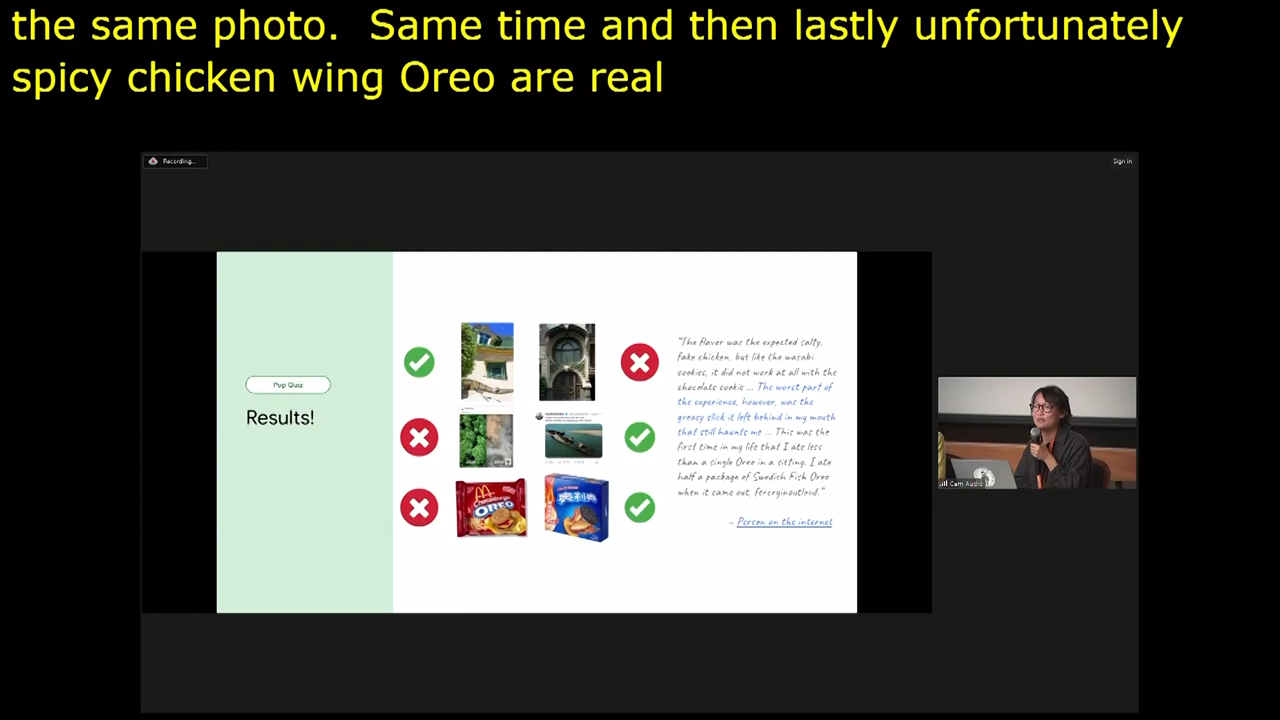 the same photo.  Same time and then lastly unfortunately
spicy chicken wing Oreo are real
Recording...
Sign in
Pop Quiz
Results!
OREO
"The flavor was the expected salty,
fake chicken, but like the wasabi
cookies, it did not work at all with the
chocolate cookie ... The worst part of
the experience, however, was the
greasy slick it left behind in my mouth
that still haunts me ... This was the
first time in my life that I ate less
than a single Oreo in a sitting. I ate
half a package of Swedish Fish Oreo
when it came out, fercryinoutloud."
- Person on the internet
Cam Audio